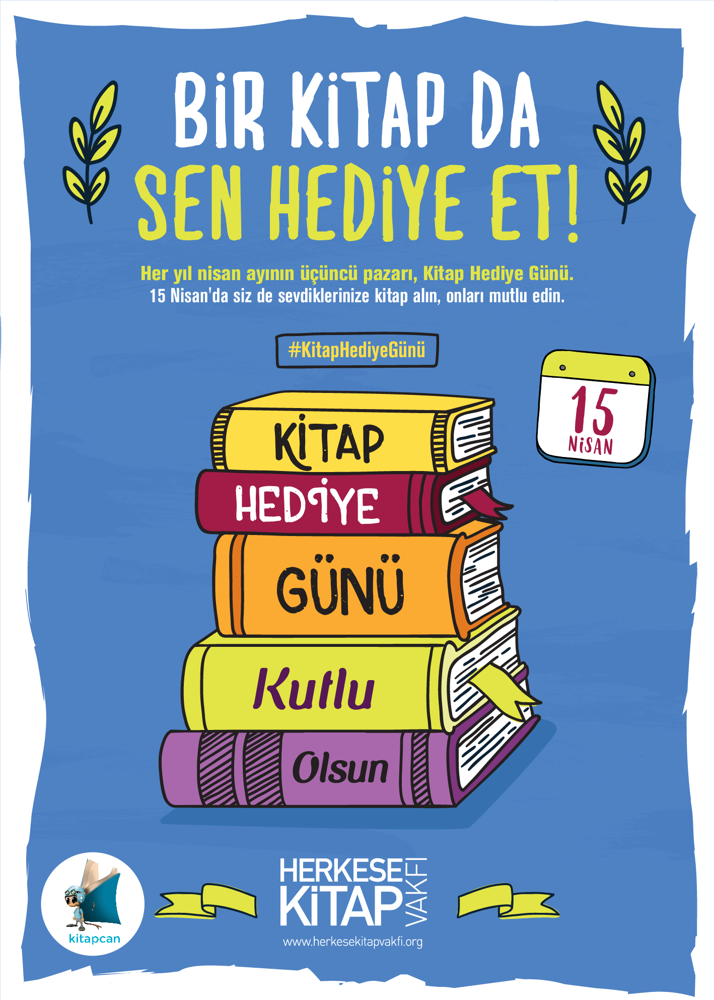 BİR KİTAP DA
SEN HEDİYE ET!
Her yıl nisan ayının üçüncü pazarı, Kitap Hediye Günü.
15 Nisan'da siz de sevdiklerinize kitap alın, onları mutlu edin.
#KitapHediyeGünü
15
NİSAN
KİTAP
HEDİYE
GÜNÜ
Kutlu
Olsun
HERKESE
KİTAP
VAKFI
www.herkesekitapvakfi.org
kitapcan